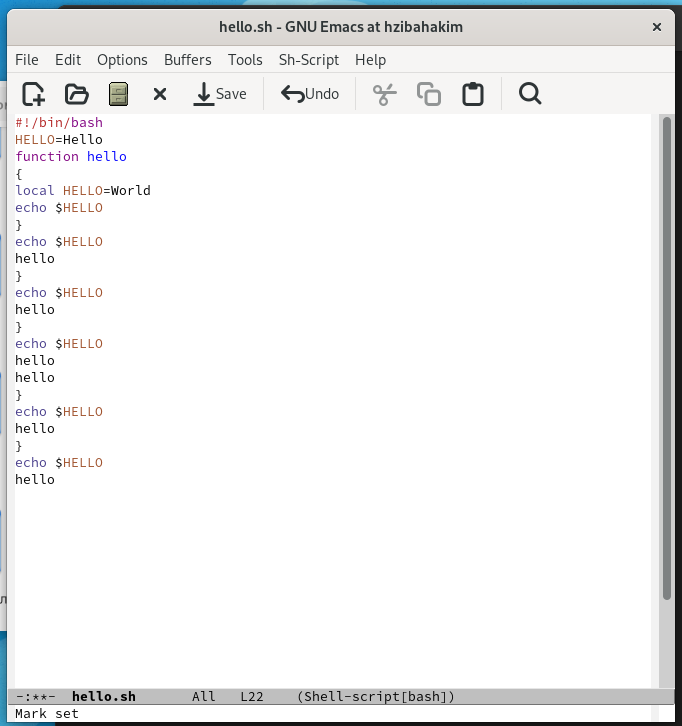 hello.sh - GNU Emacs at hzibahakim
File Edit Options Buffers Tools Sh-Script Help
Save Undo
#!/bin/bash
HELLO=Hello
function hello
{
local HELLO=World
echo $HELLO
}
echo $HELLO
hello
}
echo $HELLO
hello
}
echo $HELLO
hello
hello
}
echo $HELLO
hello
}
echo $HELLO
hello
-:**-  hello.sh       All   L22    (Shell-script[bash])
Mark set